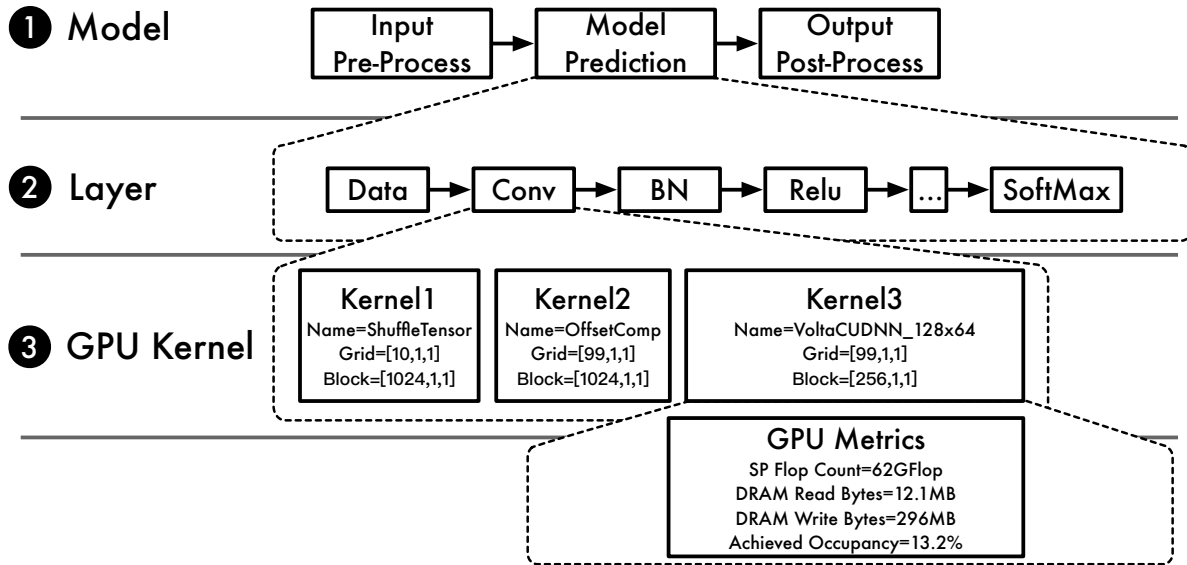 1 Model
Input
Pre-Process
Model
Prediction
Output
Post-Process
2 Layer
Data
Conv
BN
Relu
...
SoftMax
3 GPU Kernel
Kernel1
Name=ShuffleTensor
Grid=[10,1,1]
Block=[1024,1,1]
Kernel2
Name=OffsetComp
Grid=[99,1,1]
Block=[1024,1,1]
Kernel3
Name=VoltaCUDNN_128x64
Grid=[99,1,1]
Block=[256,1,1]
GPU Metrics
SP Flop Count=62GFlop
DRAM Read Bytes=12.1MB
DRAM Write Bytes=296MB
Achieved Occupancy=13.2%